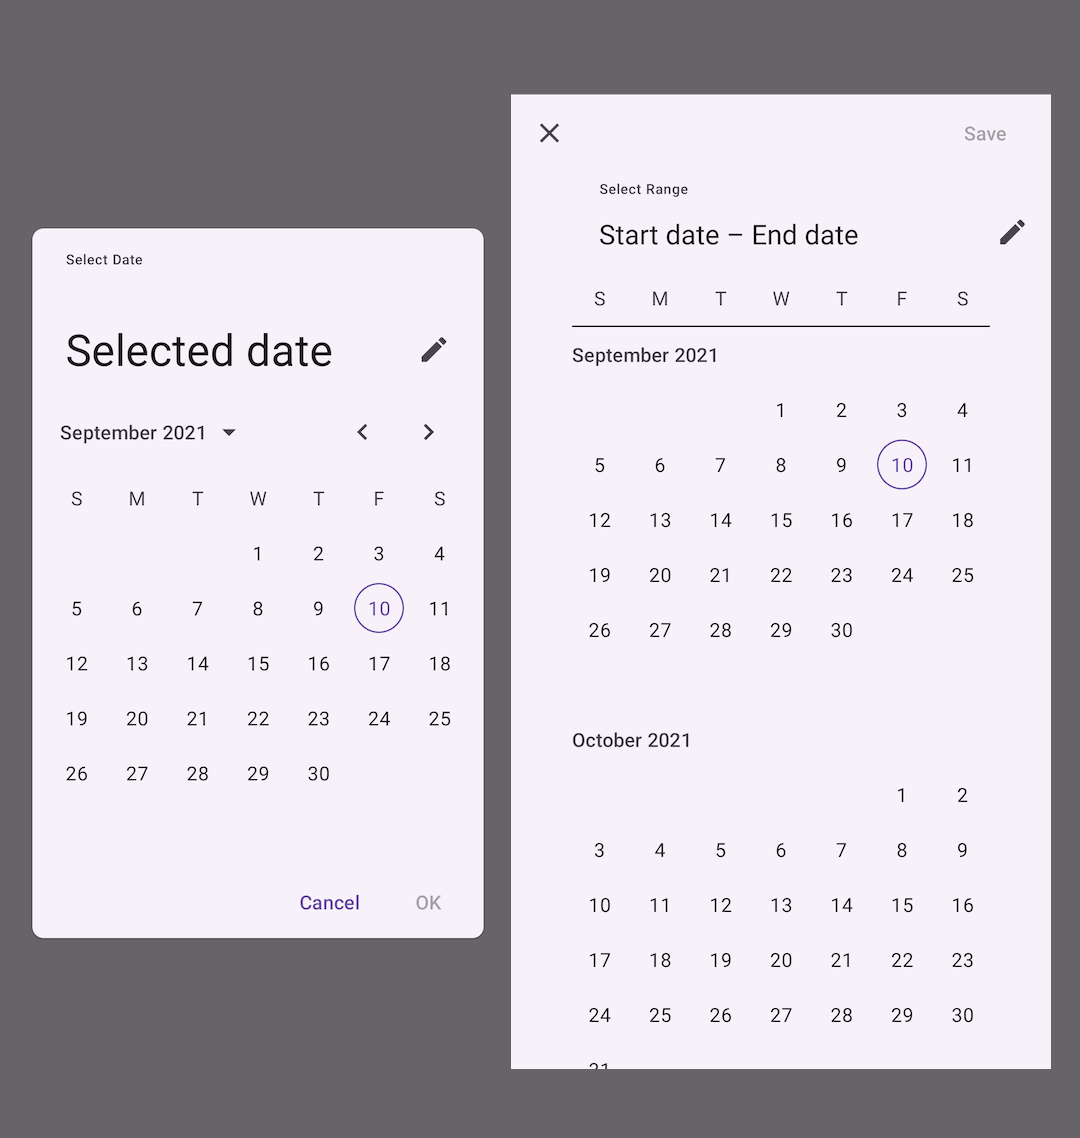 Select Date
Selected date
September 2021
S M T W T F S
1 2 3 4
5 6 7 8 9 10 11
12 13 14 15 16 17 18
19 20 21 22 23 24 25
26 27 28 29 30
Cancel OK
Save
Select Range
Start date – End date
S M T W T F S
September 2021
1 2 3 4
5 6 7 8 9 10 11
12 13 14 15 16 17 18
19 20 21 22 23 24 25
26 27 28 29 30
October 2021
1 2
3 4 5 6 7 8 9
10 11 12 13 14 15 16
17 18 19 20 21 22 23
24 25 26 27 28 29 30
31